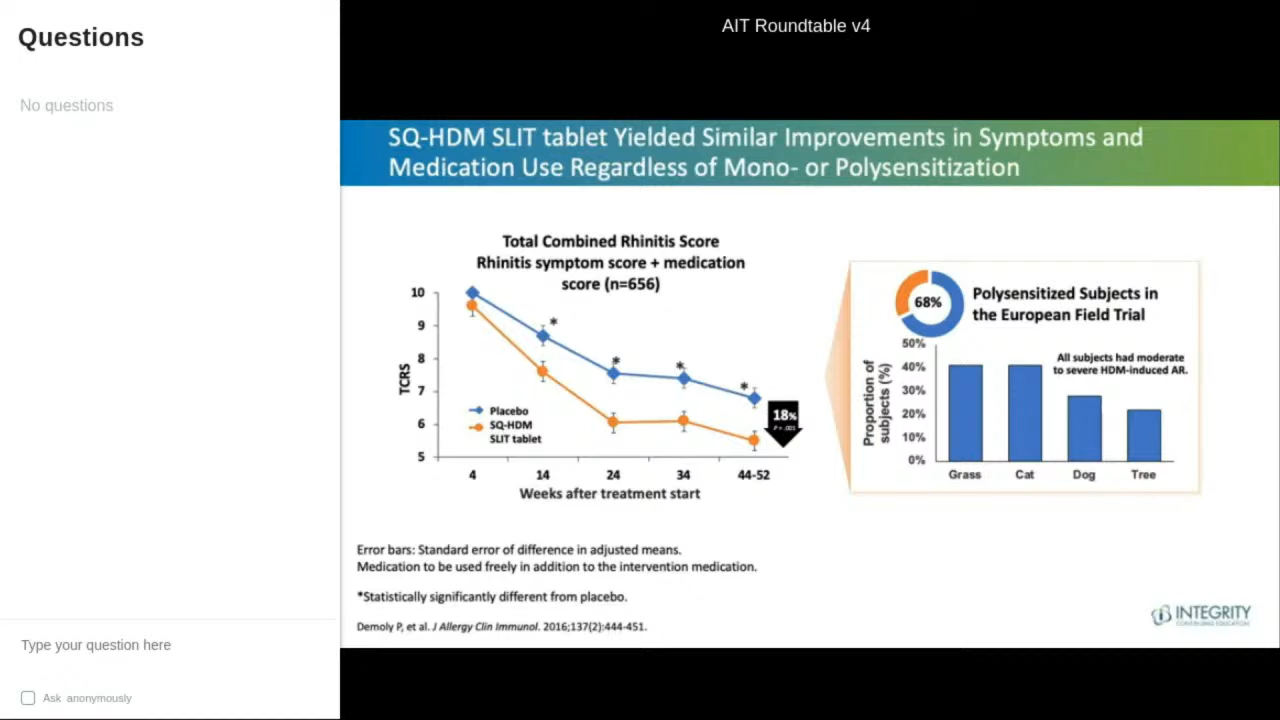 Questions
No questions
Type your question here
Ask anonymously
AIT Roundtable v4
SQ-HDM SLIT tablet Yielded Similar Improvements in Symptoms and
Medication Use Regardless of Mono- or Polysensitization
Total Combined Rhinitis Score
Rhinitis symptom score + medication
score (n=656)
10
9
8
7
6
5
TCRS
*
*
*
*
Placebo
SQ-HDM
SLIT tablet
18%
P = .001
4 14 24 34 44-52
Weeks after treatment start
68%
Polysensitized Subjects in
the European Field Trial
All subjects had moderate
to severe HDM-induced AR.
Proportion of
subjects (%)
50%
40%
30%
20%
10%
0%
Grass Cat Dog Tree
Error bars: Standard error of difference in adjusted means.
Medication to be used freely in addition to the intervention medication.
*Statistically significantly different from placebo.
Demoly P, et al. J Allergy Clin Immunol. 2016;137(2):444-451.
INTEGRITY
CONTINUING EDUCATION